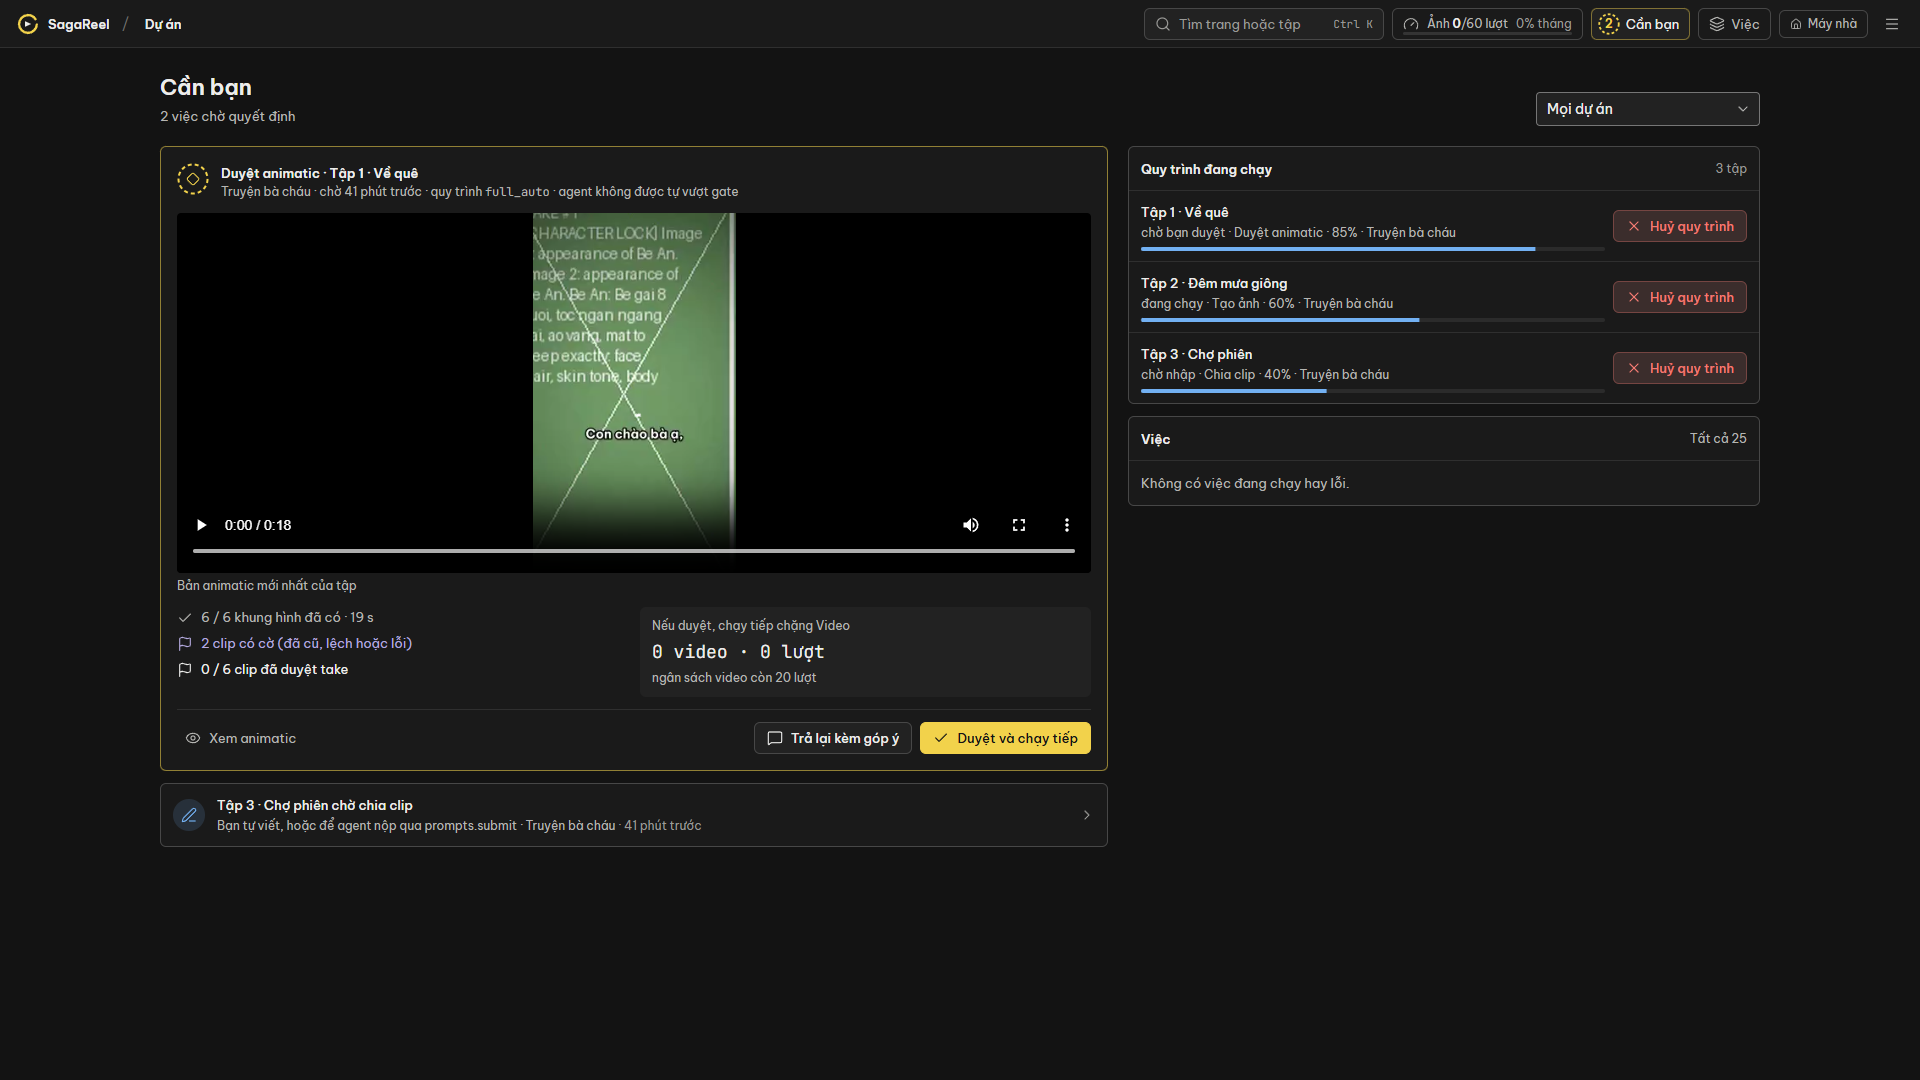 SagaReel / Dự án
Tìm trang hoặc tập Ctrl K
Ảnh 0/60 lượt 0% tháng
2 Cần bạn
Việc
Máy nhà
Cần bạn
2 việc chờ quyết định
Mọi dự án
Duyệt animatic · Tập 1 · Về quê
Truyện bà cháu · chờ 41 phút trước · quy trình full_auto · agent không được tự vượt gate
HARACTER LOCK] Image
appearance of Be An.
mage 2: appearance of
e An. Be An: Be gai 8
uoi, toc ngan ngang
ai, ao vang, mat to
eep exactly: face,
air, skin tone, body
Con chào bà ạ,
0:00 / 0:18
Bản animatic mới nhất của tập
6 / 6 khung hình đã có · 19 s
2 clip có cờ (đã cũ, lệch hoặc lỗi)
0 / 6 clip đã duyệt take
Nếu duyệt, chạy tiếp chặng Video
0 video · 0 lượt
ngân sách video còn 20 lượt
Xem animatic
Trả lại kèm góp ý
Duyệt và chạy tiếp
Tập 3 · Chợ phiên chờ chia clip
Bạn tự viết, hoặc để agent nộp qua prompts.submit · Truyện bà cháu · 41 phút trước
Quy trình đang chạy
3 tập
Tập 1 · Về quê
chờ bạn duyệt · Duyệt animatic · 85% · Truyện bà cháu
Huỷ quy trình
Tập 2 · Đêm mưa giông
đang chạy · Tạo ảnh · 60% · Truyện bà cháu
Huỷ quy trình
Tập 3 · Chợ phiên
chờ nhập · Chia clip · 40% · Truyện bà cháu
Huỷ quy trình
Việc
Tất cả 25
Không có việc đang chạy hay lỗi.